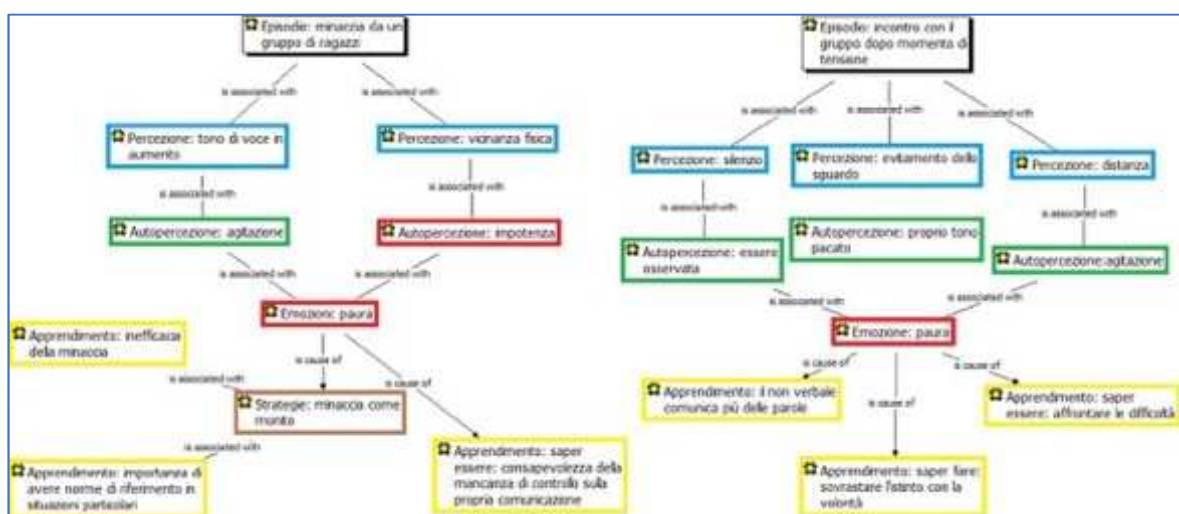 Episodio: minaccia da un
gruppo di ragazzi
is associated with
is associated with
Percezione: tono di voce in
aumento
Percezione: vicinanza fisica
is associated with
is associated with
Autopercezione: agitazione
Autopercezione: impotenza
is associated with
is associated with
Emozioni: paura
Apprendimento: inefficacia
della minaccia
is cause of
is cause of
is associated with
Strategie: minaccia come
monito
is associated with
Apprendimento: importanza di
avere norme di riferimento in
situazioni particolari
Apprendimento: saper
essere: consapevolezza della
mancanza di controllo sulla
propria comunicazione
Episodio: incontro con il
gruppo dopo momento di
tensione
is associated with
is associated with
is associated with
Percezione: silenzio
Percezione: evitamento dello
sguardo
Percezione: distanza
is associated with
is associated with
Autopercezione: essere
osservata
Autopercezione: proprio tono
pacato
Autopercezione:agitazione
is associated with
is associated with
Emozione: paura
is cause of
is cause of
is cause of
Apprendimento: il non verbale
comunica più delle parole
Apprendimento: saper
essere: affrontare le difficoltà
Apprendimento: saper fare:
sovrastare l'istinto con la
volontà